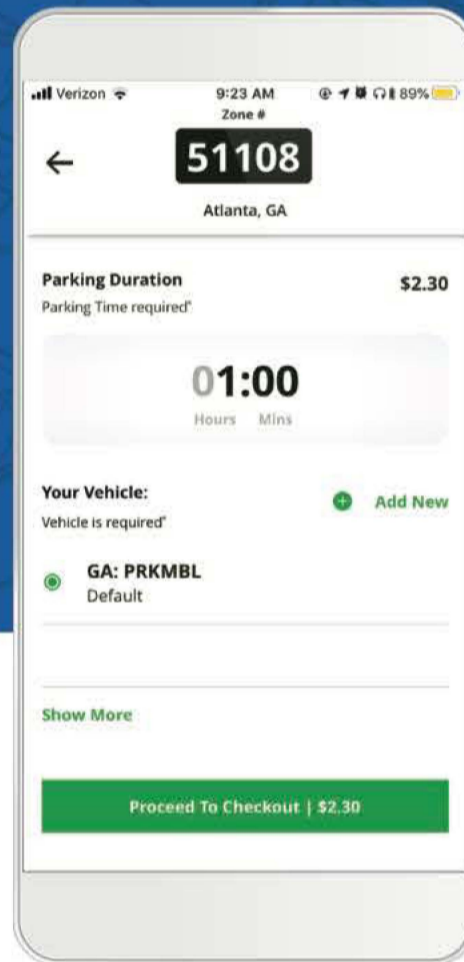 Verizon 9:23 AM 89%
Zone #
51108
Atlanta, GA
Parking Duration $2.30
Parking Time required*
01:00
Hours Mins
Your Vehicle: Add New
Vehicle is required*
GA: PRKMBL
Default
Show More
Proceed To Checkout | $2.30